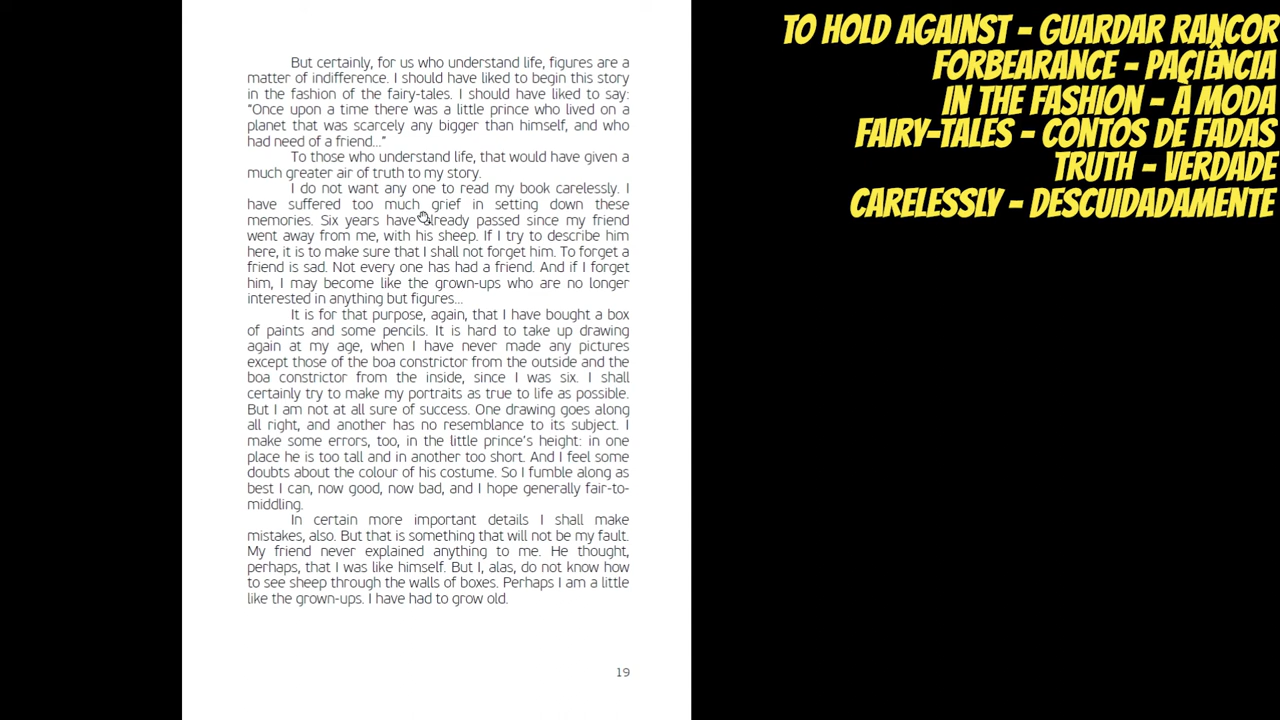 But certainly, for us who understand life, figures are a
matter of indifference. I should have liked to begin this story
in the fashion of the fairy-tales. I should have liked to say:
“Once upon a time there was a little prince who lived on a
planet that was scarcely any bigger than himself, and who
had need of a friend...”
To those who understand life, that would have given a
much greater air of truth to my story.
I do not want any one to read my book carelessly. I
have suffered too much grief in setting down these
memories. Six years have already passed since my friend
went away from me, with his sheep. If I try to describe him
here, it is to make sure that I shall not forget him. To forget a
friend is sad. Not every one has had a friend. And if I forget
him, I may become like the grown-ups who are no longer
interested in anything but figures...
It is for that purpose, again, that I have bought a box
of paints and some pencils. It is hard to take up drawing
again at my age, when I have never made any pictures
except those of the boa constrictor from the outside and the
boa constrictor from the inside, since I was six. I shall
certainly try to make my portraits as true to life as possible.
But I am not at all sure of success. One drawing goes along
all right, and another has no resemblance to its subject. I
make some errors, too, in the little prince's height: in one
place he is too tall and in another too short. And I feel some
doubts about the colour of his costume. So I fumble along as
best I can, now good, now bad, and I hope generally fair-to-
middling.
In certain more important details I shall make
mistakes, also. But that is something that will not be my fault.
My friend never explained anything to me. He thought,
perhaps, that I was like himself. But I, alas, do not know how
to see sheep through the walls of boxes. Perhaps I am a little
like the grown-ups. I have had to grow old.
19
TO HOLD AGAINST - GUARDAR RANCOR
FORBEARANCE - PACIÊNCIA
IN THE FASHION - À MODA
FAIRY-TALES - CONTOS DE FADAS
TRUTH - VERDADE
CARELESSLY - DESCUIDADAMENTE